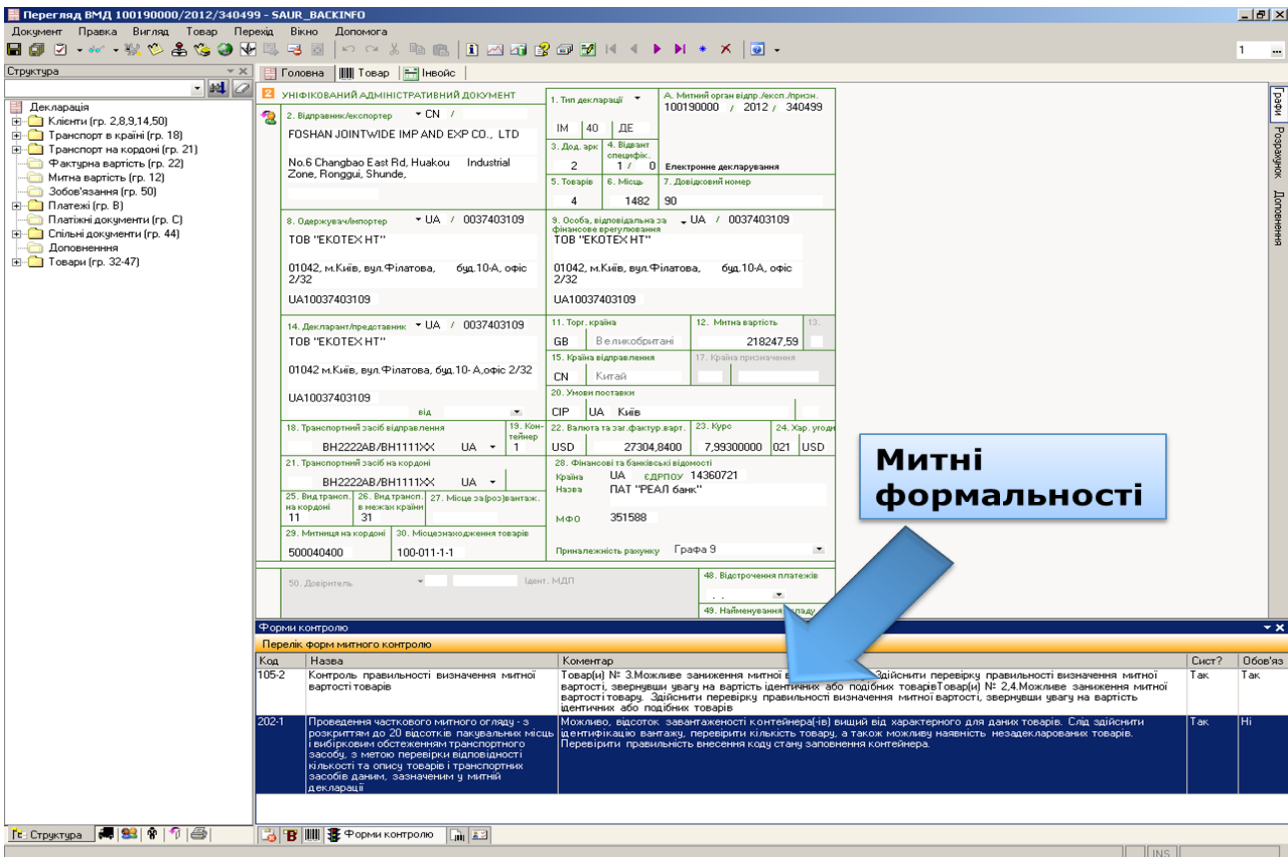 Перегляд ВМД 100190000/2012/340499 - SAUR_BACKINFO
Документ Правка Вигляд Товар Перехід Вікно Допомога
1
Структура
Головна Товар Інвойс
Декларація
Клієнти (гр. 2,8,9,14,50)
Транспорт в країні (гр. 18)
Транспорт на кордоні (гр. 21)
Фактурна вартість (гр. 22)
Митна вартість (гр. 12)
Зобов'язання (гр. 50)
Платежі (гр. В)
Платіжні документи (гр. С)
Спільні документи (гр. 44)
Доповненння
Товари (гр. 32-47)
Графи
Розрахунок
Доповнення
УНІФІКОВАНИЙ АДМІНІСТРАТИВНИЙ ДОКУМЕНТ
1. Тип декларації
ІМ 40 ДЕ
А. Митний орган відпр./експ./призн.
100190000 / 2012 / 340499
Електронне декларування
2. Відправник/експортер CN /
FOSHAN JOINTWIDE IMP AND EXP CO., LTD
No.6 Changbao East Rd, Huakou Industrial
Zone, Ronggui, Shunde,
3. Дод. арк
2
4. Відвант
специфік.
1 / 0
5. Товарів
4
6. Місць
1482
7. Довідковий номер
90
8. Одержувач/імпортер UA / 0037403109
ТОВ "ЕКОТЕХ НТ"
01042, м.Київ, вул.Філатова, буд.10-А, офіс
2/32
UA10037403109
9. Особа, відповідальна за
фінансове врегулювання
UA / 0037403109
ТОВ "ЕКОТЕХ НТ"
01042, м.Київ, вул.Філатова, буд.10-А, офіс
2/32
UA10037403109
14. Декларант/представник UA / 0037403109
ТОВ "ЕКОТЕХ НТ"
01042 м.Київ, вул.Філатова, буд.10- А,офіс 2/32
UA10037403109
від
11. Торг. країна
GB Великобритані
12. Митна вартість
218247,59
13.
15. Країна відправлення
CN Китай
17. Країна призначення
20. Умови поставки
CIP UA Київ
18. Транспортний засіб відправлення
ВН2222АВ/ВН1111ХХ UA
19. Кон-
тейнер
1
22. Валюта та заг.фактур.варт.
USD 27304,8400
23. Курс
7,99300000
24. Хар. угоди
021 USD
21. Транспортний засіб на кордоні
ВН2222АВ/ВН1111ХХ UA
25. Вид трансп.
на кордоні
11
26. Вид трансп.
в межах країни
31
27. Місце за(роз)вантаж.
28. Фінансові та банківські відомості
Країна UA ЄДРПОУ 14360721
Назва ПАТ "РЕАЛ банк"
МФО 351588
Приналежність рахунку Графа 9
29. Митниця на кордоні
500040400
30. Місцезнаходження товарів
100-011-1-1
50. Довіритель Ідент. МДП
48. Відстрочення платежів
. .
49. Найменування
Митні
формальності
Форми контролю
Перелік форм митного контролю
Код Назва Коментар Сист? Обов'яз
105-2 Контроль правильності визначення митної
вартості товарів
Товар(и) № 3.Можливе заниження митної Здійснити перевірку правильності визначення митної
вартості, звернувши увагу на вартість ідентичних або подібних товарівТовар(и) № 2,4.Можливе заниження митної
вартості товару. Здійснити перевірку правильності визначення митної вартості, звернувши увагу на вартість
ідентичних або подібних товарів
Так Так
202-1 Проведення часткового митного огляду - з
розкриттям до 20 відсотків пакувальних місць
і вибірковим обстеженням транспортного
засобу, з метою перевірки відповідності
кількості та опису товарів і транспортних
засобів даним, зазначеним у митній
декларації
Можливо, відсоток завантаженості контейнера(-ів) вищий від характерного для даних товарів. Слід здійснити
ідентифікацію вантажу, перевірити кількість товару, а також можливу наявність незадекларованих товарів.
Перевірити правильність внесення коду стану заповнення контейнера.
Так Ні
Структура
Форми контролю
INS